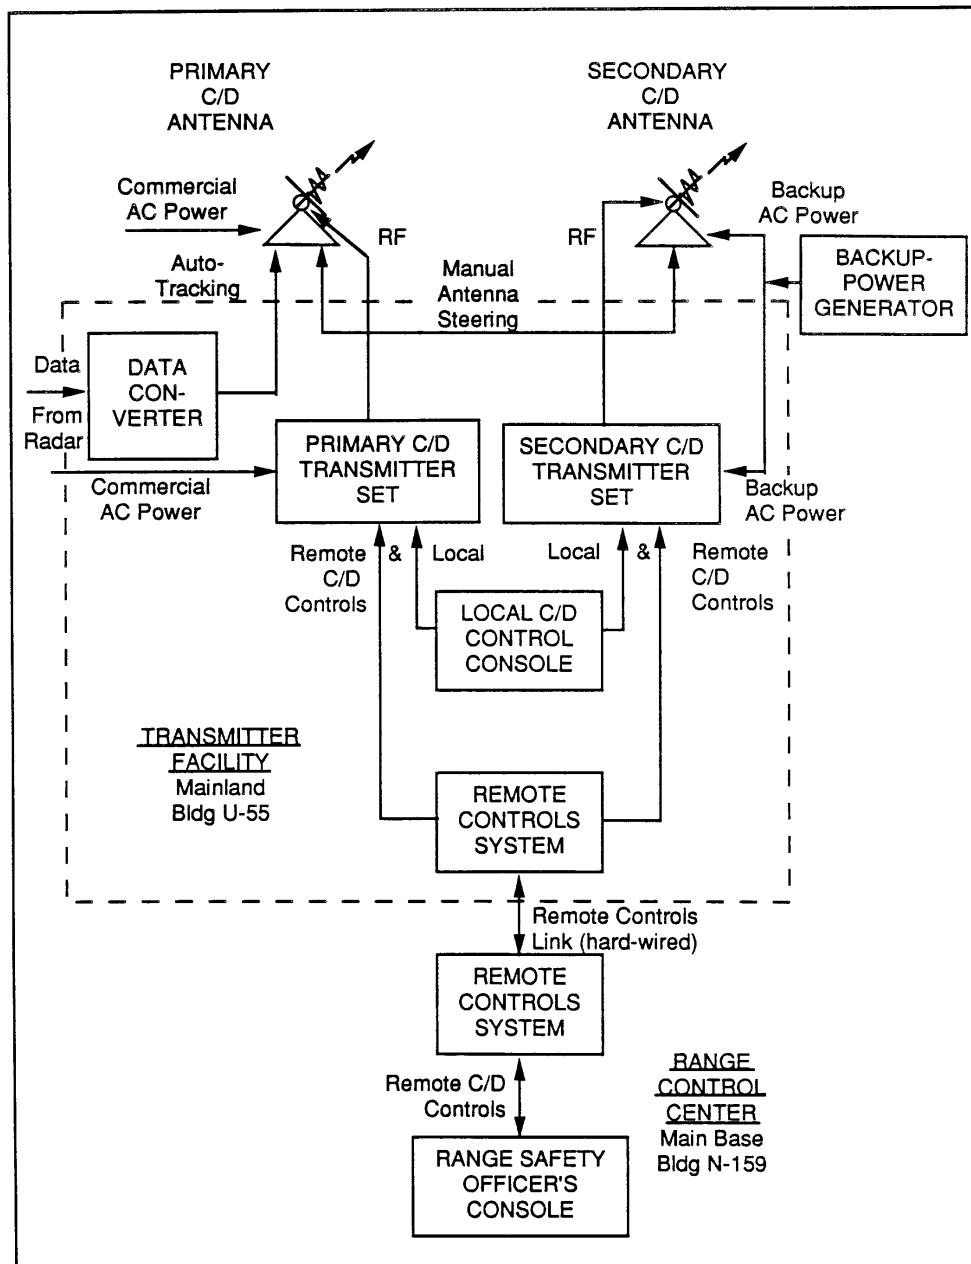 PRIMARY
C/D
ANTENNA
SECONDARY
C/D
ANTENNA
Commercial
AC Power
RF
RF
Backup
AC Power
Auto-
Tracking
Manual
Antenna
Steering
BACKUP-
POWER
GENERATOR
Data
From
Radar
DATA
CON-
VERTER
PRIMARY C/D
TRANSMITTER
SET
SECONDARY C/D
TRANSMITTER
SET
Commercial
AC Power
Backup
AC Power
Remote & Local
C/D
Controls
Local & Remote
C/D
Controls
LOCAL C/D
CONTROL
CONSOLE
TRANSMITTER
FACILITY
Mainland
Bldg U-55
REMOTE
CONTROLS
SYSTEM
Remote Controls
Link (hard-wired)
REMOTE
CONTROLS
SYSTEM
Remote C/D
Controls
RANGE
CONTROL
CENTER
Main Base
Bldg N-159
RANGE SAFETY
OFFICER'S
CONSOLE